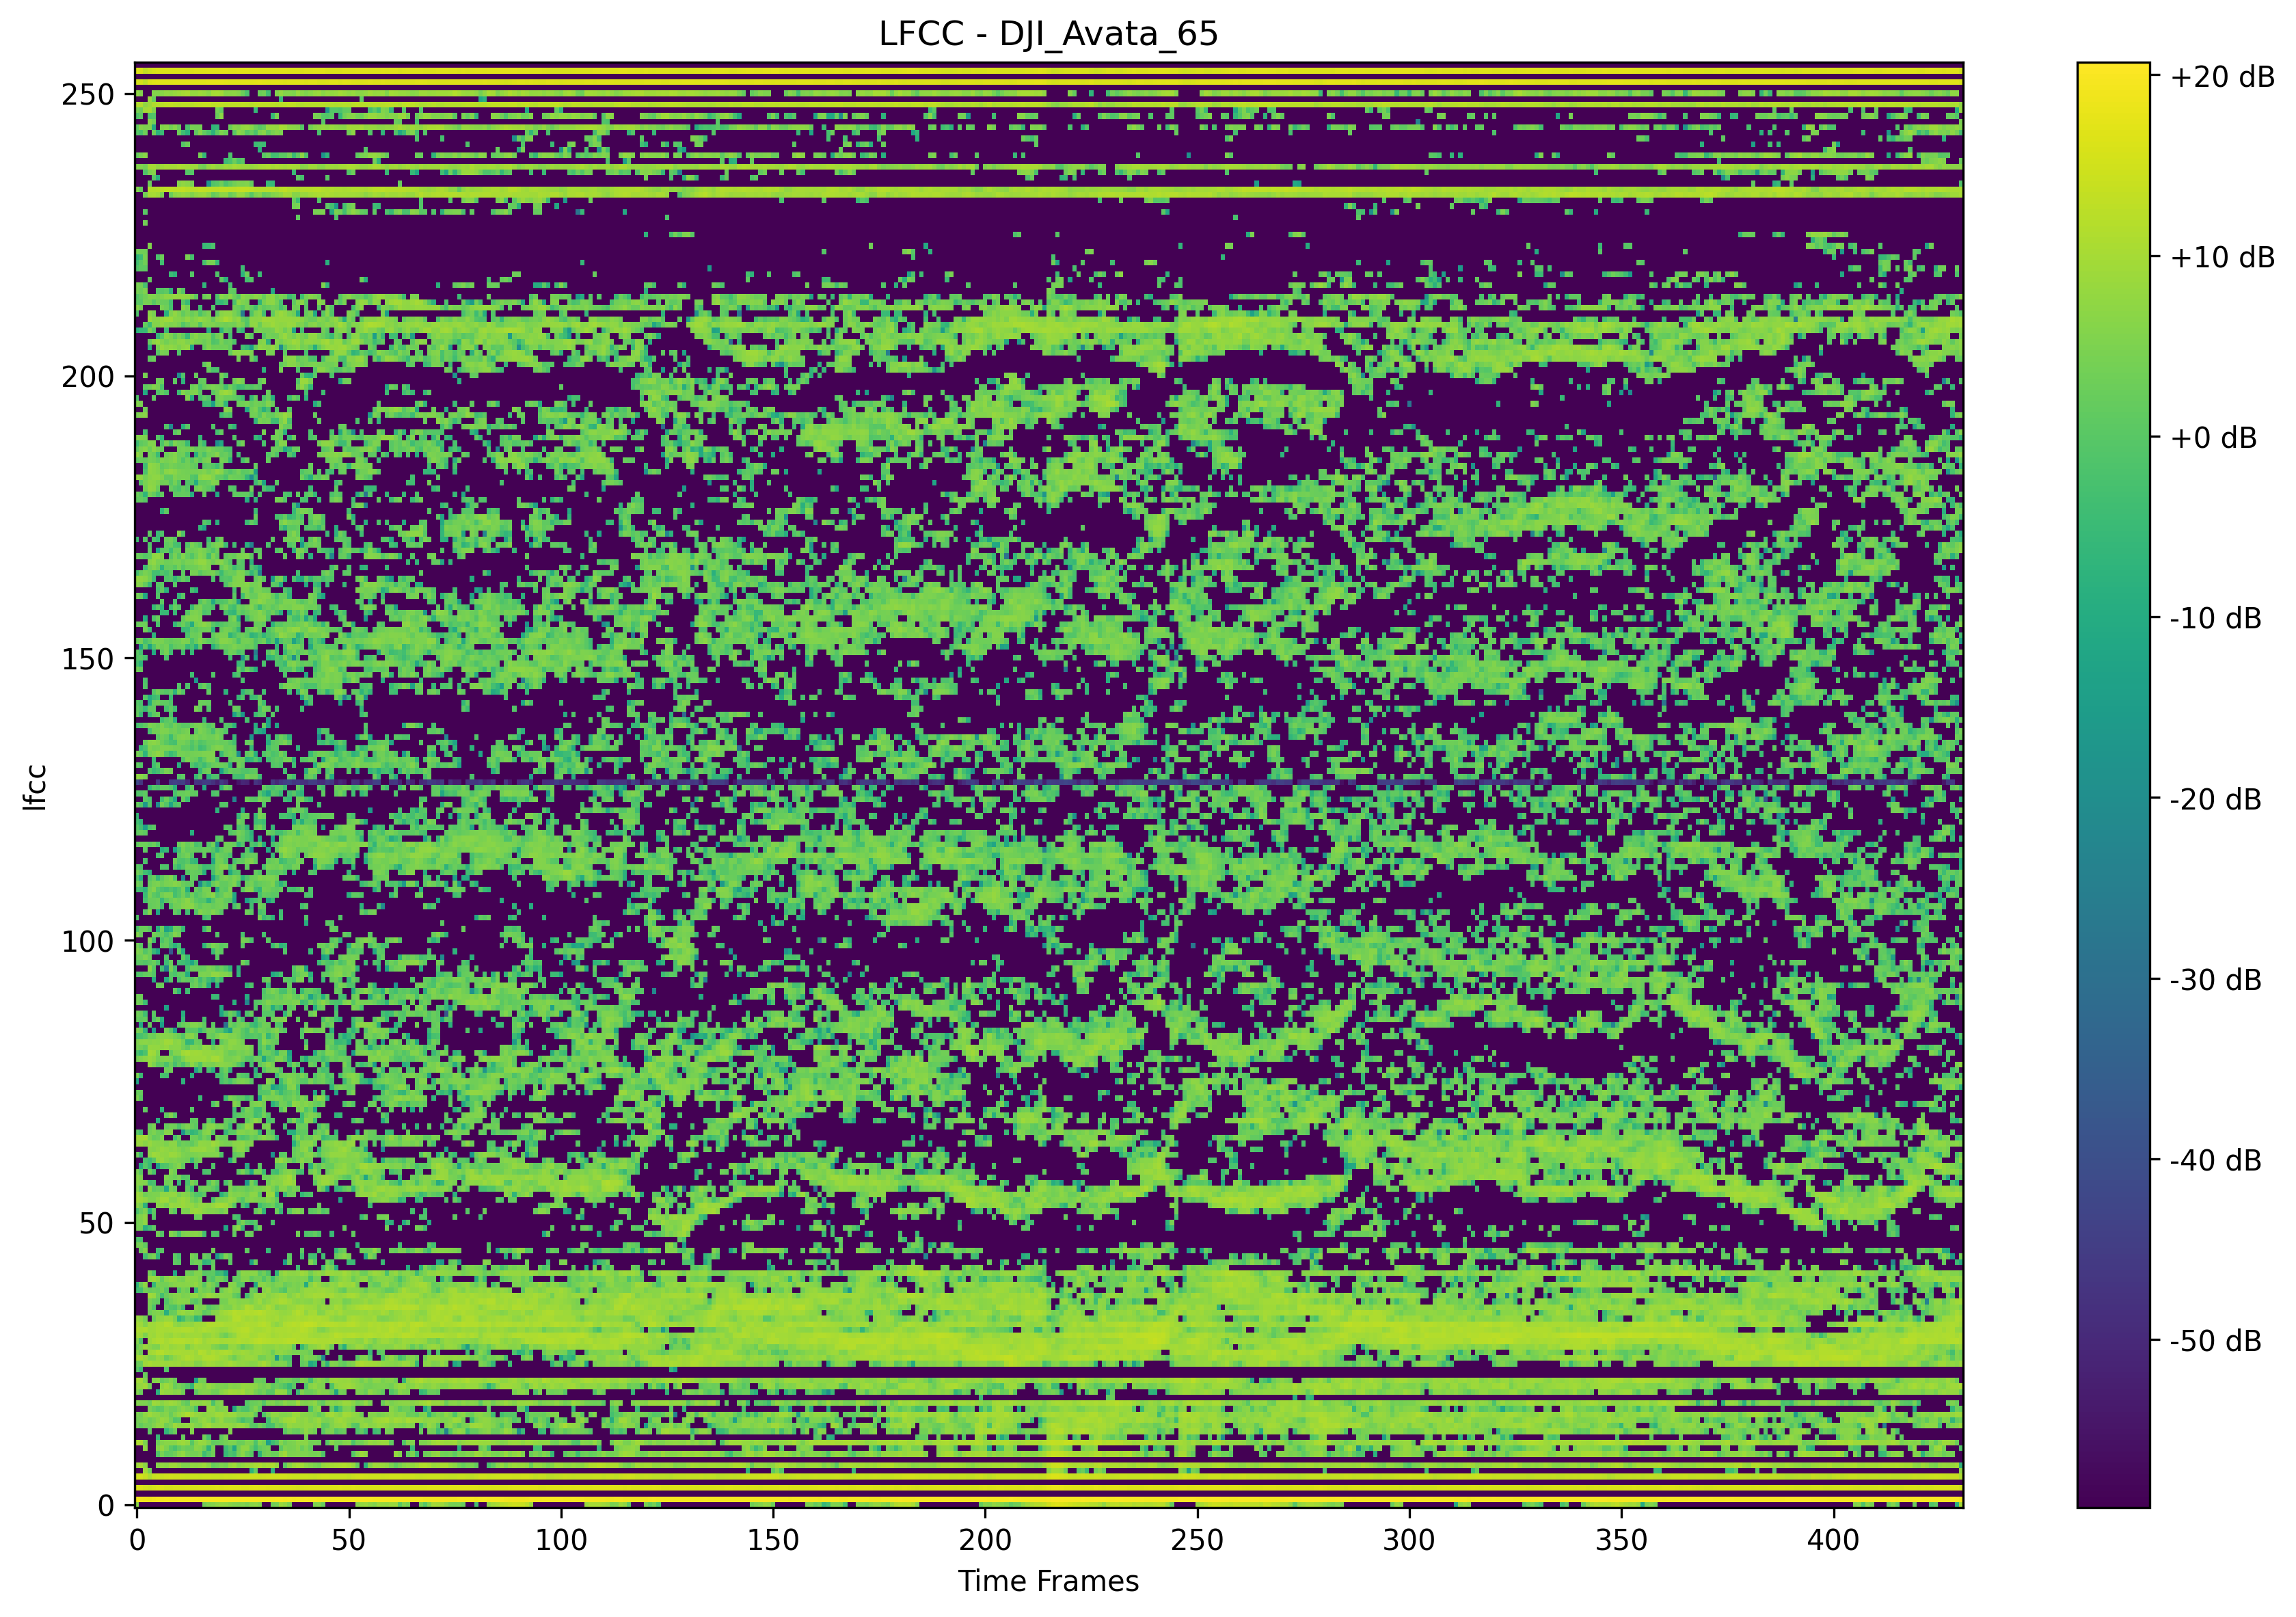 LFCC - DJI_Avata_65
250
200
150
100
50
0
lfcc
0 50 100 150 200 250 300 350 400
Time Frames
+20 dB
+10 dB
+0 dB
-10 dB
-20 dB
-30 dB
-40 dB
-50 dB